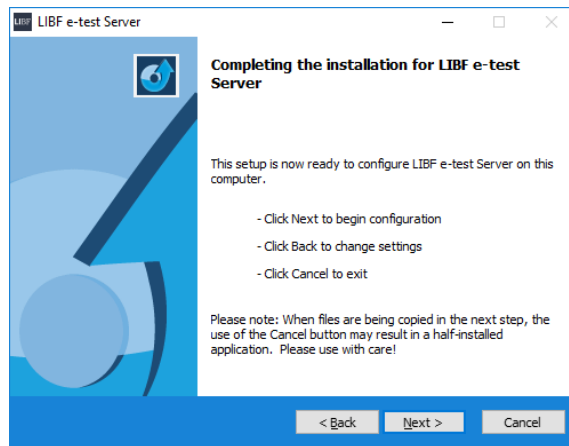 LIBF LIBF e-test Server
Completing the installation for LIBF e-test
Server
This setup is now ready to configure LIBF e-test Server on this
computer.
- Click Next to begin configuration
- Click Back to change settings
- Click Cancel to exit
Please note: When files are being copied in the next step, the
use of the Cancel button may result in a half-installed
application.  Please use with care!
< Back Next > Cancel